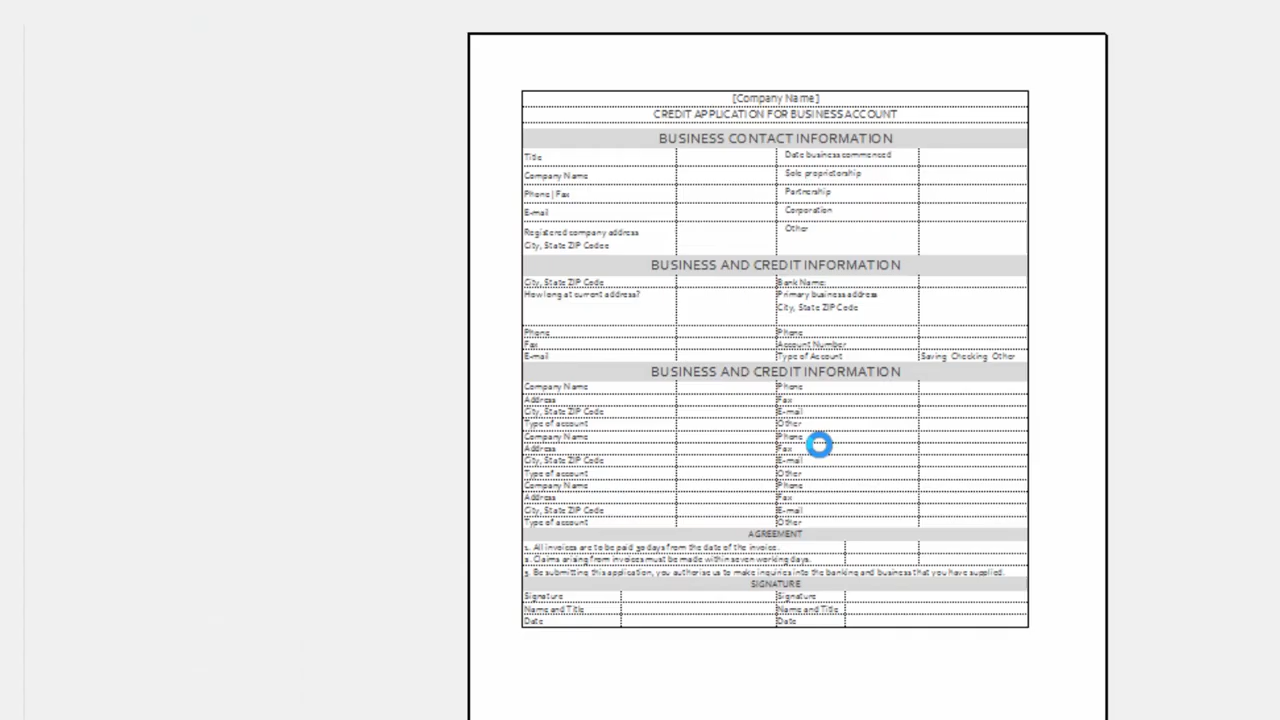 [Company Name]
CREDIT APPLICATION FOR BUSINESS ACCOUNT
BUSINESS CONTACT INFORMATION
Title Date business commenced
Company Name Sole proprietorship
Phone | Fax Partnership
E-mail Corporation
Registered company address Other
City, State ZIP Codee
BUSINESS AND CREDIT INFORMATION
City, State ZIP Code Bank Name:
How long at current address? Primary business address
City, State ZIP Code
Phone Phone
Fax Account Number
E-mail Type of Account Saving Checking Other
BUSINESS AND CREDIT INFORMATION
Company Name Phone
Address Fax
City, State ZIP Code E-mail
Type of account Other
Company Name Phone
Address Fax
City, State ZIP Code E-mail
Type of account Other
Company Name Phone
Address Fax
City, State ZIP Code E-mail
Type of account Other
AGREEMENT
1. All invoices are to be paid 30 days from the date of the invoice.
2. Claims arising from invoices must be made within seven working days.
3. Be submitting this application, you authorise us to make inquiries into the banking and business that you have supplied.
SIGNATURE
Signature Signature
Name and Title Name and Title
Date Date